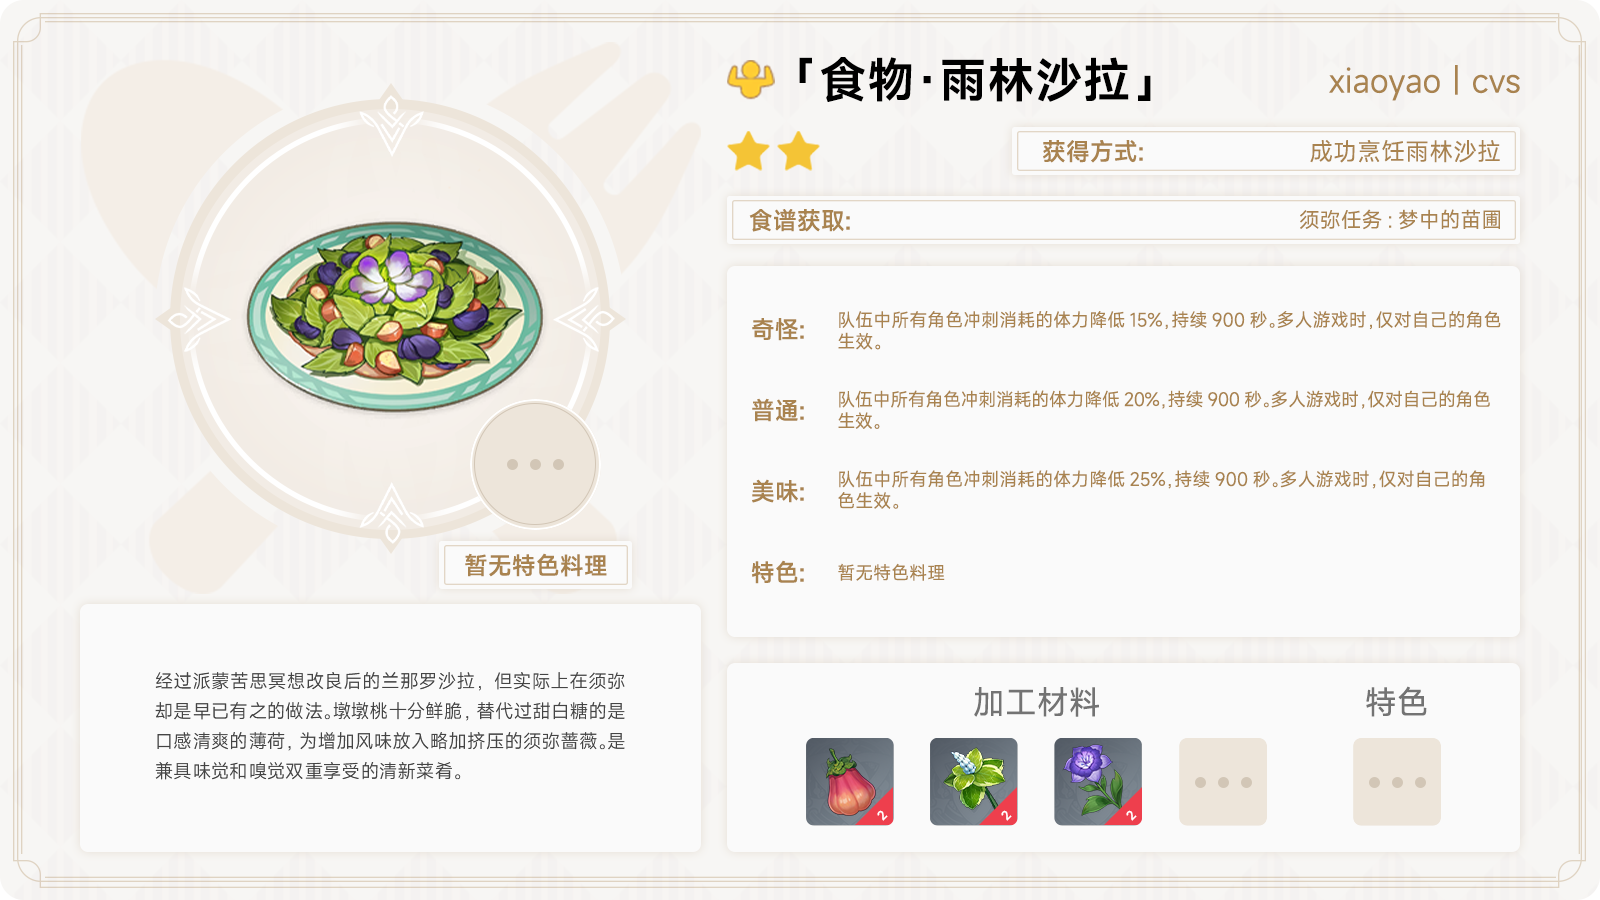 「食物·雨林沙拉」
xiaoyao | cvs
获得方式:
成功烹饪雨林沙拉
食谱获取:
须弥任务 : 梦中的苗圃
奇怪:
队伍中所有角色冲刺消耗的体力降低 15%,持续 900 秒。多人游戏时,仅对自己的角色
生效。
普通:
队伍中所有角色冲刺消耗的体力降低 20%,持续 900 秒。多人游戏时,仅对自己的角色
生效。
美味:
队伍中所有角色冲刺消耗的体力降低 25%,持续 900 秒。多人游戏时,仅对自己的角
色生效。
特色:
暂无特色料理
暂无特色料理
经过派蒙苦思冥想改良后的兰那罗沙拉，但实际上在须弥
却是早已有之的做法。墩墩桃十分鲜脆，替代过甜白糖的是
口感清爽的薄荷，为增加风味放入略加挤压的须弥蔷薇。是
兼具味觉和嗅觉双重享受的清新菜肴。
加工材料
特色
2
2
2